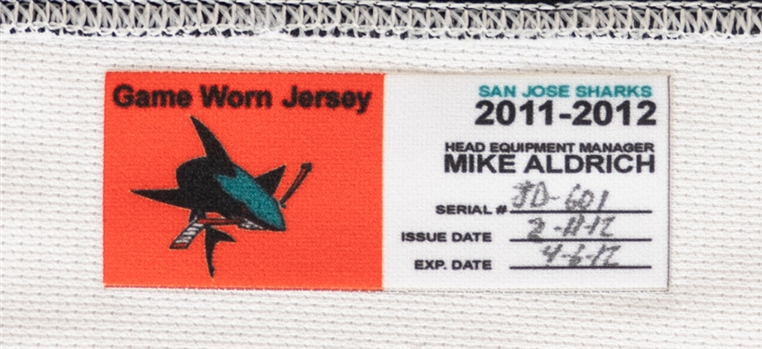 Game Worn Jersey
SAN JOSE SHARKS
2011-2012
HEAD EQUIPMENT MANAGER
MIKE ALDRICH
SERIAL # JD-601
ISSUE DATE 2-11-12
EXP. DATE 4-6-12